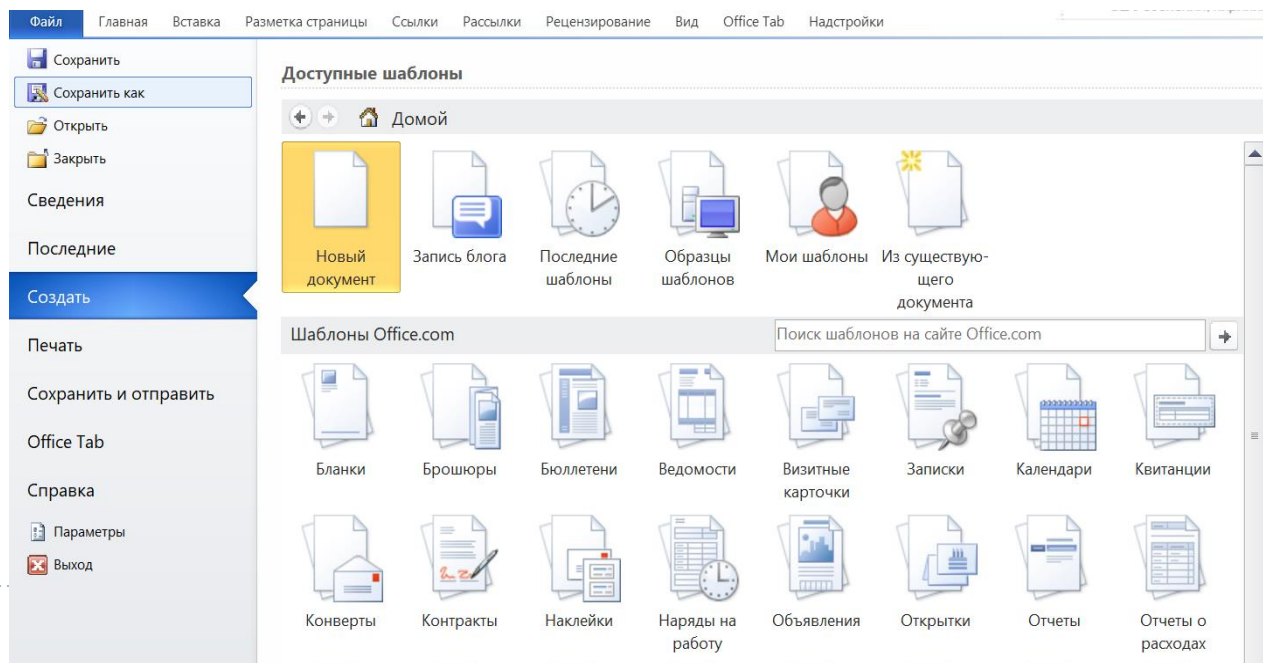 Файл Главная Вставка Разметка страницы Ссылки Рассылки Рецензирование Вид Office Tab Надстройки
Сохранить
Сохранить как
Открыть
Закрыть
Сведения
Последние
Создать
Печать
Сохранить и отправить
Office Tab
Справка
Параметры
Выход
Доступные шаблоны
Домой
Новый документ
Запись блога
Последние шаблоны
Образцы шаблонов
Мои шаблоны
Из существую-
щего
документа
Шаблоны Office.com
Поиск шаблонов на сайте Office.com
Бланки
Брошюры
Бюллетени
Ведомости
Визитные карточки
Записки
Календари
Квитанции
Конверты
Контракты
Наклейки
Наряды на работу
Объявления
Открытки
Отчеты
Отчеты о расходах